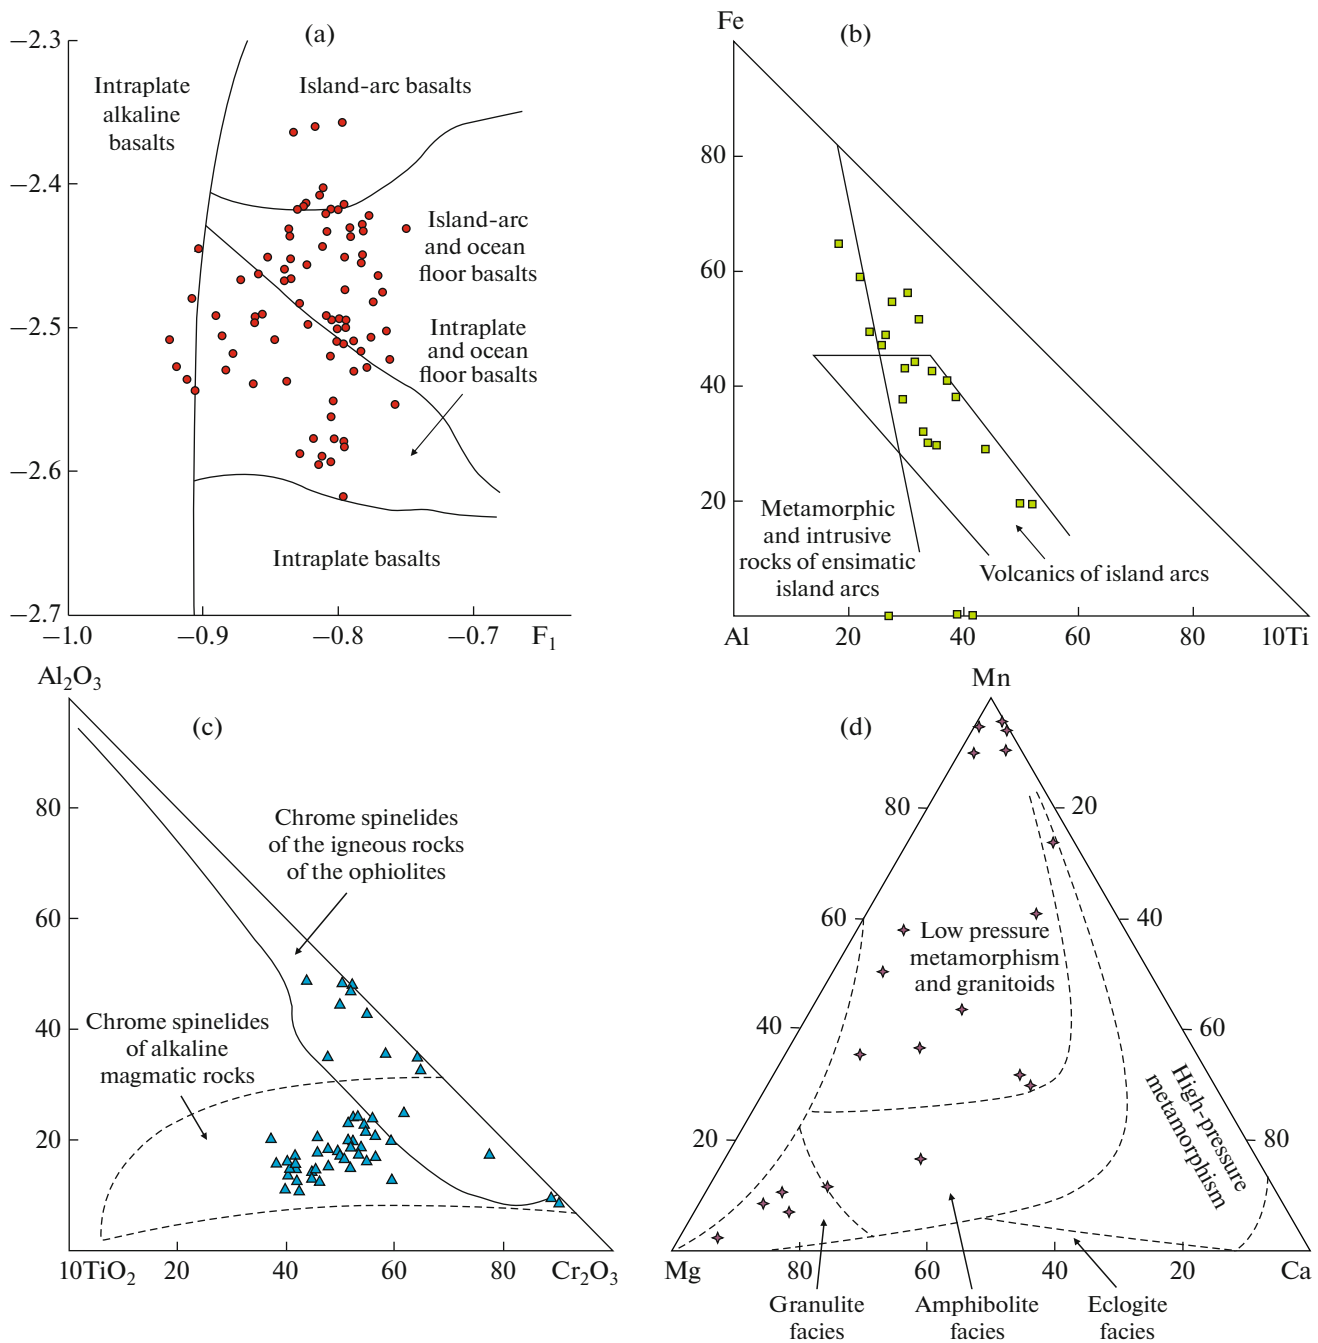 (a)
−2.3
−2.4
−2.5
−2.6
−2.7
−1.0
−0.9
−0.8
−0.7
F1
Intraplate
alkaline
basalts
Island-arc basalts
Island-arc
and ocean
floor basalts
Intraplate
and ocean
floor basalts
Intraplate basalts
(b)
Fe
80
60
40
20
Al
20
40
60
80
10Ti
Metamorphic
and intrusive
rocks of ensimatic
island arcs
Volcanics of island arcs
(c)
Al2O3
80
60
40
20
10TiO2
20
40
60
80
Cr2O3
Chrome spinelides
of the igneous rocks
of the ophiolites
Chrome spinelides
of alkaline
magmatic rocks
(d)
Mn
80
60
40
20
20
40
60
80
Mg
80
60
40
20
Ca
Low pressure
metamorphism
and granitoids
High-pressure
metamorphism
Granulite
facies
Amphibolite
facies
Eclogite
facies